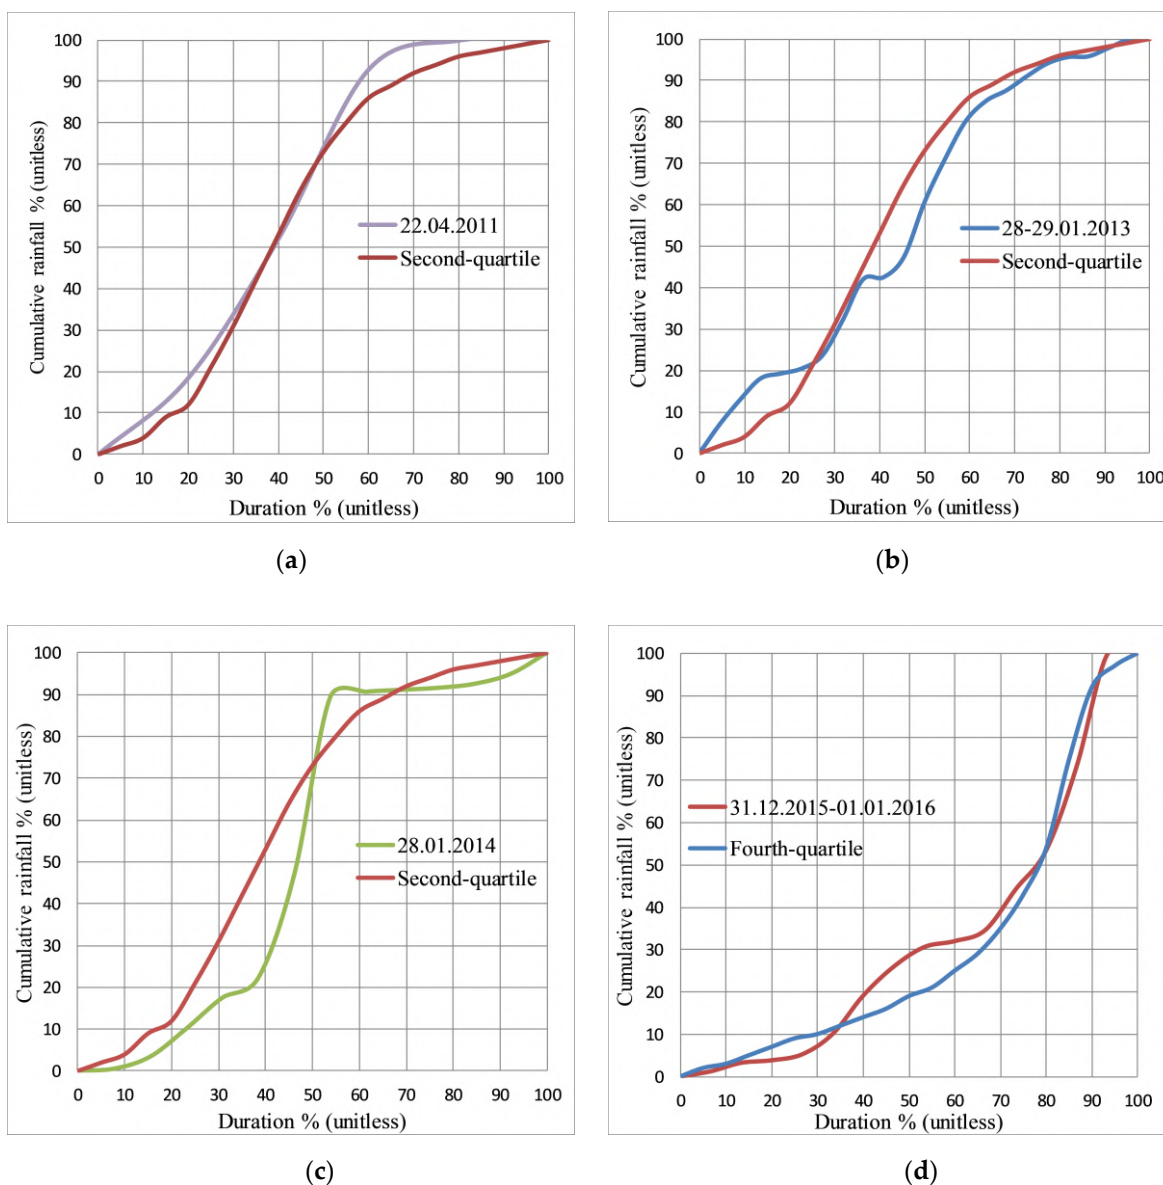 100
90
80
70
60
50
40
30
20
10
0
Cumulative rainfall % (unitless)
22.04.2011
Second-quartile
0 10 20 30 40 50 60 70 80 90 100
Duration % (unitless)
(a)
100
90
80
70
60
50
40
30
20
10
0
Cumulative rainfall % (unitless)
28-29.01.2013
Second-quartile
0 10 20 30 40 50 60 70 80 90 100
Duration % (unitless)
(b)
100
90
80
70
60
50
40
30
20
10
0
Cumulative rainfall % (unitless)
28.01.2014
Second-quartile
0 10 20 30 40 50 60 70 80 90 100
Duration % (unitless)
(c)
100
90
80
70
60
50
40
30
20
10
0
Cumulative rainfall % (unitless)
31.12.2015-01.01.2016
Fourth-quartile
0 10 20 30 40 50 60 70 80 90 100
Duration % (unitless)
(d)